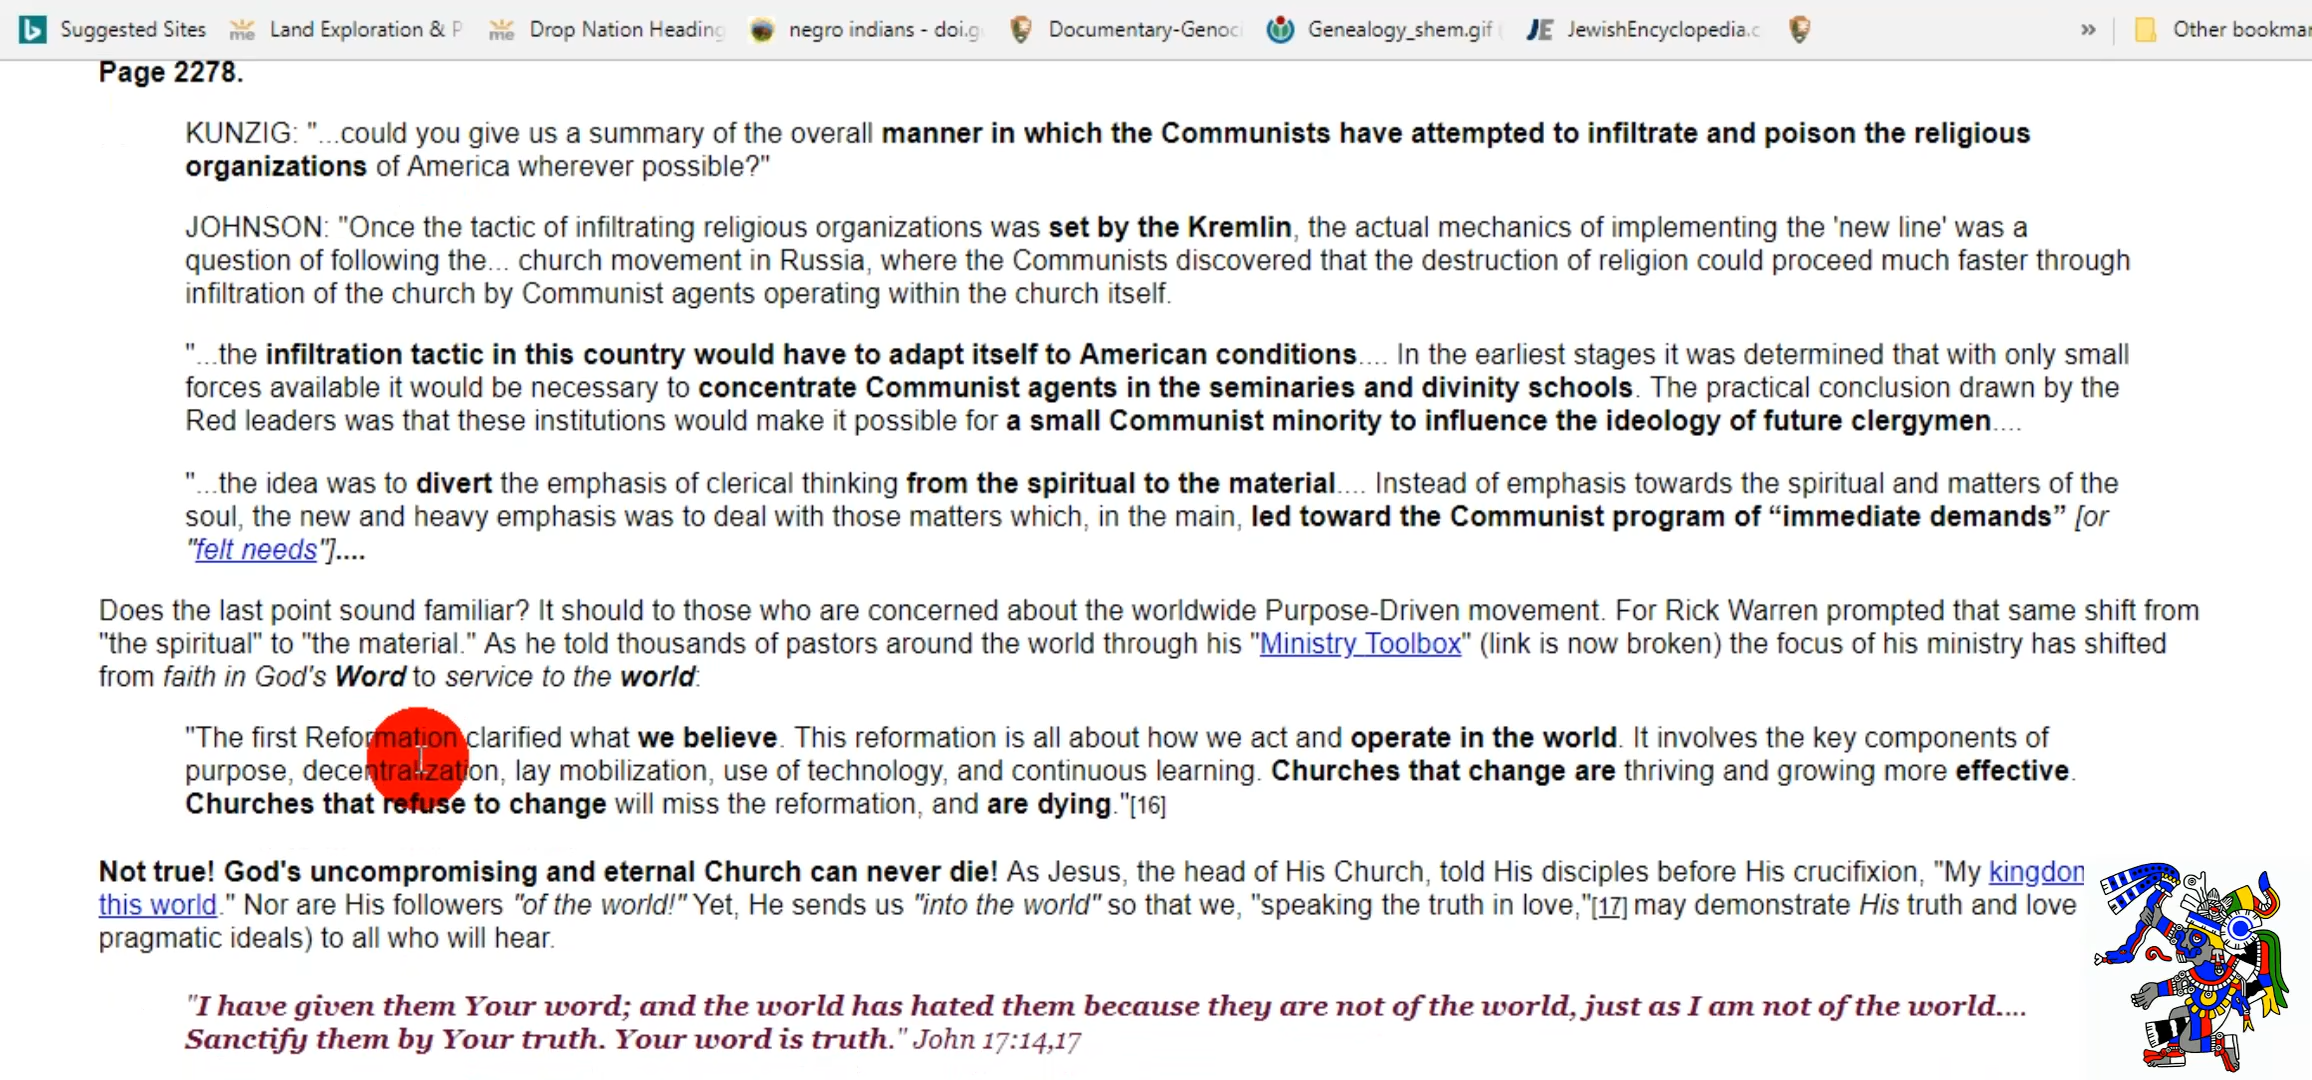 Suggested Sites Land Exploration & P Drop Nation Heading negro indians - doi.g Documentary-Genoc Genealogy_shem.gif JewishEncyclopedia.c » Other bookmar
Page 2278.
KUNZIG: "...could you give us a summary of the overall manner in which the Communists have attempted to infiltrate and poison the religious
organizations of America wherever possible?"
JOHNSON: "Once the tactic of infiltrating religious organizations was set by the Kremlin, the actual mechanics of implementing the 'new line' was a
question of following the... church movement in Russia, where the Communists discovered that the destruction of religion could proceed much faster through
infiltration of the church by Communist agents operating within the church itself.
"...the infiltration tactic in this country would have to adapt itself to American conditions.... In the earliest stages it was determined that with only small
forces available it would be necessary to concentrate Communist agents in the seminaries and divinity schools. The practical conclusion drawn by the
Red leaders was that these institutions would make it possible for a small Communist minority to influence the ideology of future clergymen....
"...the idea was to divert the emphasis of clerical thinking from the spiritual to the material.... Instead of emphasis towards the spiritual and matters of the
soul, the new and heavy emphasis was to deal with those matters which, in the main, led toward the Communist program of “immediate demands” [or
"felt needs"]....
Does the last point sound familiar? It should to those who are concerned about the worldwide Purpose-Driven movement. For Rick Warren prompted that same shift from
"the spiritual" to "the material." As he told thousands of pastors around the world through his "Ministry Toolbox" (link is now broken) the focus of his ministry has shifted
from faith in God's Word to service to the world:
"The first Reformation clarified what we believe. This reformation is all about how we act and operate in the world. It involves the key components of
purpose, decentralization, lay mobilization, use of technology, and continuous learning. Churches that change are thriving and growing more effective.
Churches that refuse to change will miss the reformation, and are dying."[16]
Not true! God's uncompromising and eternal Church can never die! As Jesus, the head of His Church, told His disciples before His crucifixion, "My kingdon
this world." Nor are His followers "of the world!" Yet, He sends us "into the world" so that we, "speaking the truth in love,"[17] may demonstrate His truth and love
pragmatic ideals) to all who will hear.
"I have given them Your word; and the world has hated them because they are not of the world, just as I am not of the world....
Sanctify them by Your truth. Your word is truth." John 17:14,17